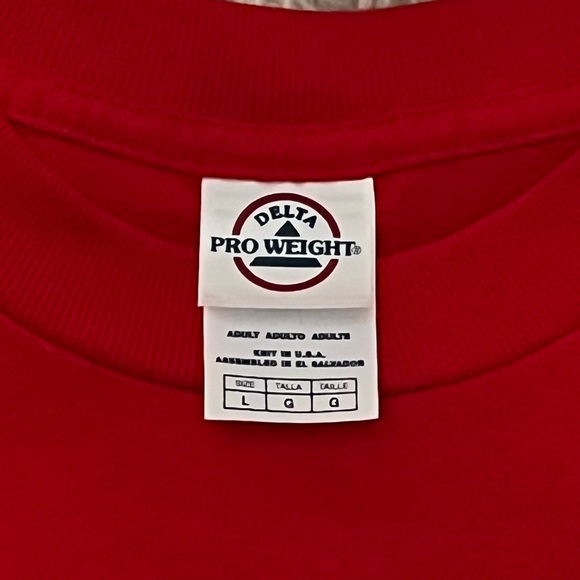 DELTA
PRO WEIGHT®
ADULT ADULTO ADULTE
KNIT IN U.S.A.
ASSEMBLED IN EL SALVADOR
SIZE TALLA TAILLE
L G G